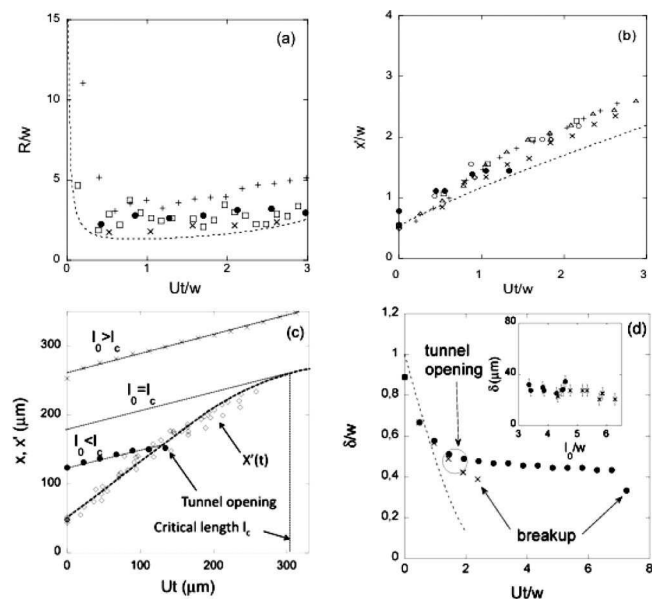 (a)
15
10
5
0
R/w
0 1 2 3
Ut/w
(b)
4
3
2
1
0
x'/w
0 1 2 3
Ut/w
(c)
400
300
200
100
0
x, x' (μm)
l0>lc
l0=lc
l0<lc
X'(t)
Tunnel opening
Critical length lc
0 100 200 300
Ut (μm)
(d)
1,2
1
0,8
0,6
0,4
0,2
0
δ/w
tunnel
opening
breakup
0 2 4 6 8
Ut/w
80
40
0
δ(μm)
3 4 5 6
l0/w